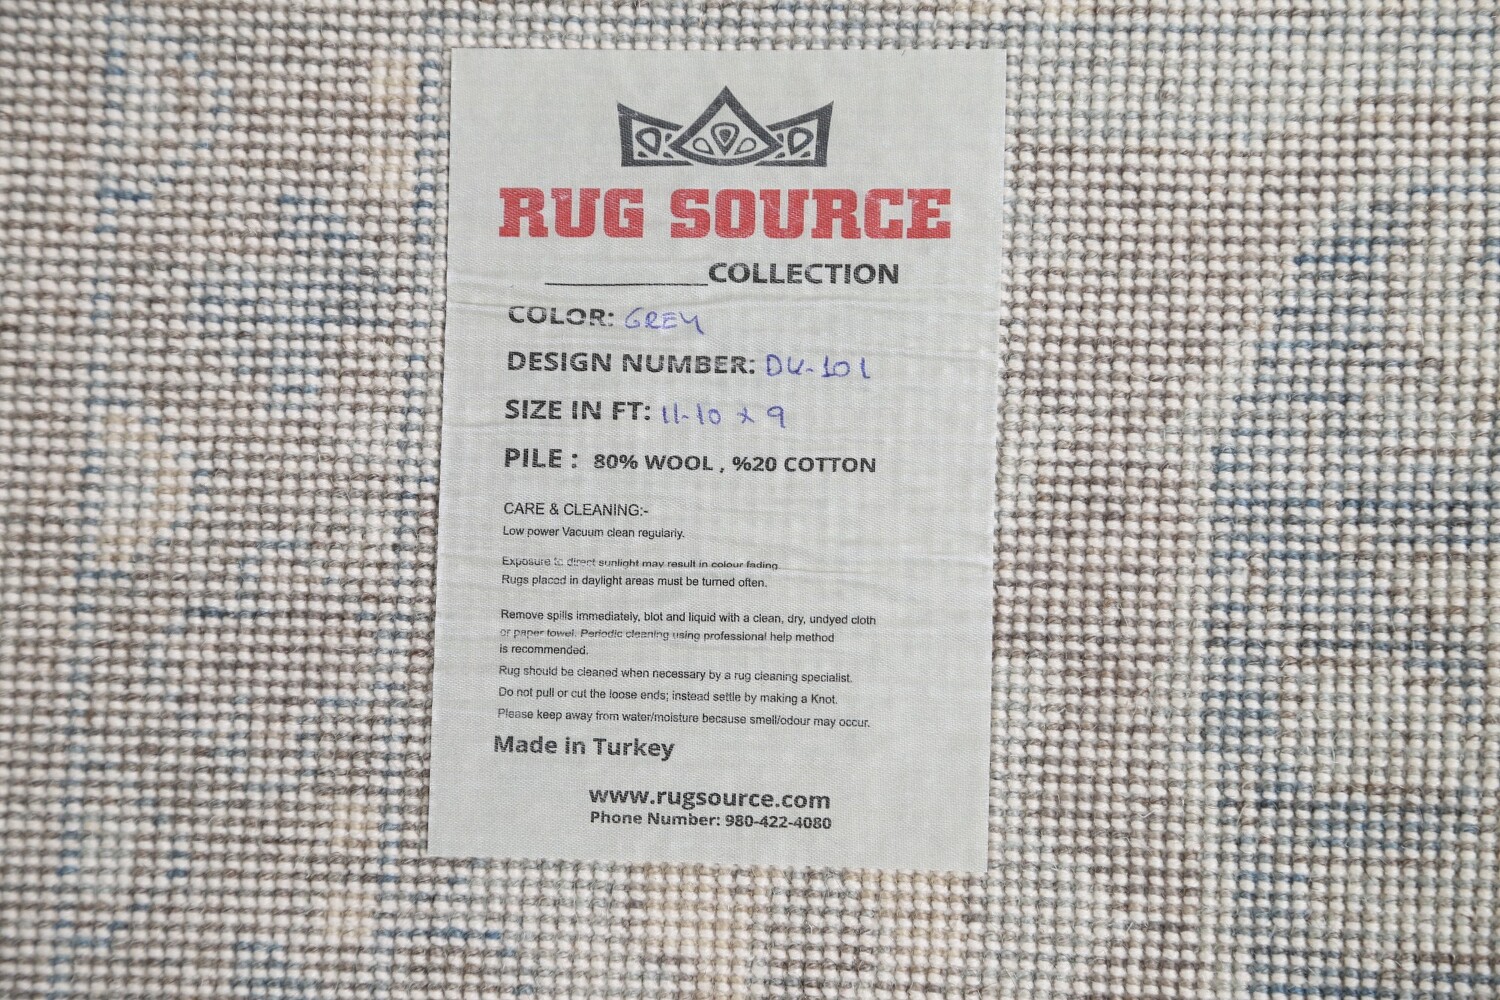 RUG SOURCE
____________COLLECTION
COLOR: GREY
DESIGN NUMBER: DU-101
SIZE IN FT: 11-10 x 9
PILE : 80% WOOL , %20 COTTON
CARE & CLEANING:-
Low power Vacuum clean regularly.
Exposure to direct sunlight may result in colour fading.
Rugs placed in daylight areas must be turned often.
Remove spills immediately, blot and liquid with a clean, dry, undyed cloth
or paper towel. Periodic cleaning using professional help method
is recommended.
Rug should be cleaned when necessary by a rug cleaning specialist.
Do not pull or cut the loose ends; instead settle by making a Knot.
Please keep away from water/moisture because smell/odour may occur.
Made in Turkey
www.rugsource.com
Phone Number: 980-422-4080